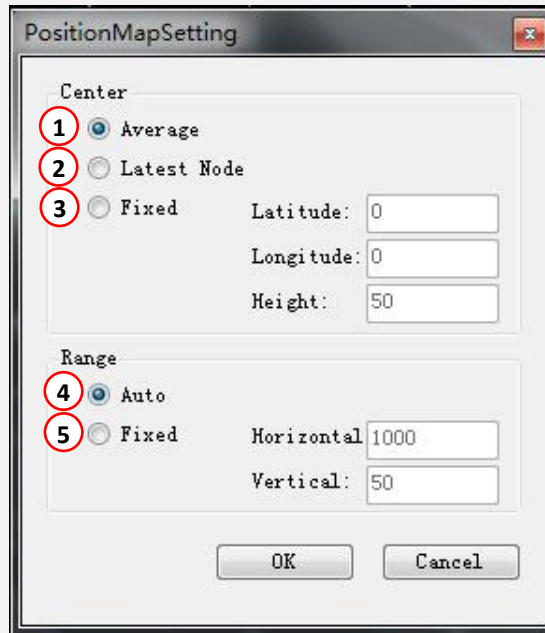 PositionMapSetting
x
Center
1 Average
2 Latest Node
3 Fixed Latitude: 0
Longitude: 0
Height: 50
Range
4 Auto
5 Fixed Horizontal 1000
Vertical: 50
OK Cancel